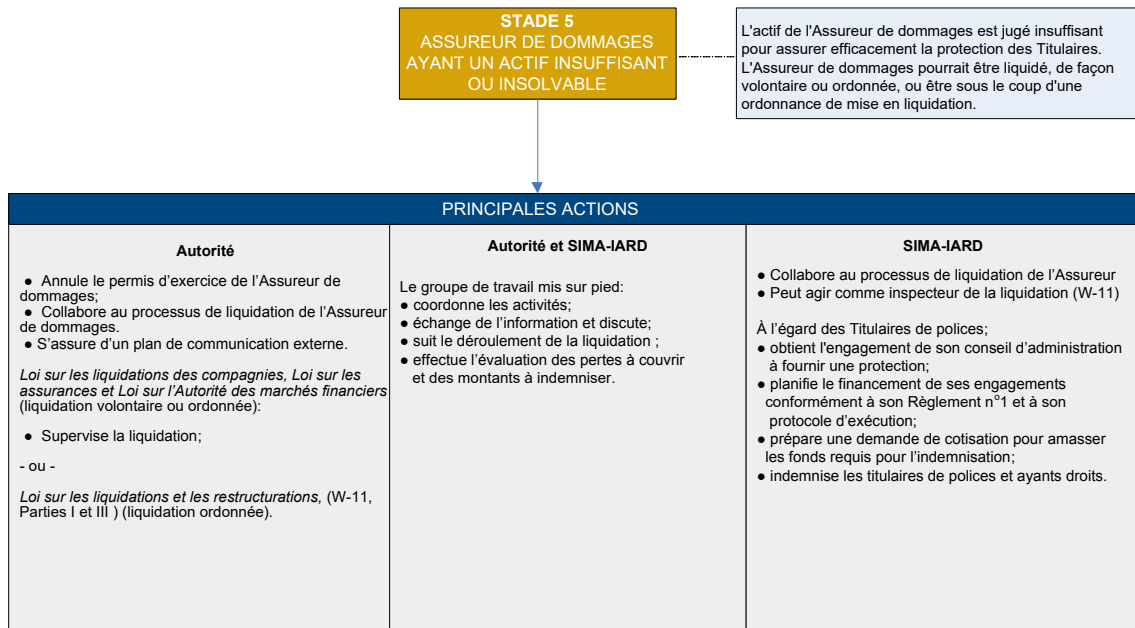 STADE 5
ASSUREUR DE DOMMAGES
AYANT UN ACTIF INSUFFISANT
OU INSOLVABLE
L'actif de l'Assureur de dommages est jugé insuffisant
pour assurer efficacement la protection des Titulaires.
L'Assureur de dommages pourrait être liquidé, de façon
volontaire ou ordonnée, ou être sous le coup d'une
ordonnance de mise en liquidation.
PRINCIPALES ACTIONS
Autorité
● Annule le permis d'exercice de l'Assureur de
dommages;
● Collabore au processus de liquidation de l'Assureur
de dommages.
● S'assure d'un plan de communication externe.
Loi sur les liquidations des compagnies, Loi sur les
assurances et Loi sur l'Autorité des marchés financiers
(liquidation volontaire ou ordonnée):
● Supervise la liquidation;
- ou -
Loi sur les liquidations et les restructurations, (W-11,
Parties I et III ) (liquidation ordonnée).
Autorité et SIMA-IARD
Le groupe de travail mis sur pied:
● coordonne les activités;
● échange de l'information et discute;
● suit le déroulement de la liquidation ;
● effectue l'évaluation des pertes à couvrir
et des montants à indemniser.
SIMA-IARD
● Collabore au processus de liquidation de l'Assureur
● Peut agir comme inspecteur de la liquidation (W-11)
À l'égard des Titulaires de polices;
● obtient l'engagement de son conseil d'administration
à fournir une protection;
● planifie le financement de ses engagements
conformément à son Règlement n°1 et à son
protocole d'exécution;
● prépare une demande de cotisation pour amasser
les fonds requis pour l'indemnisation;
● indemnise les titulaires de polices et ayants droits.